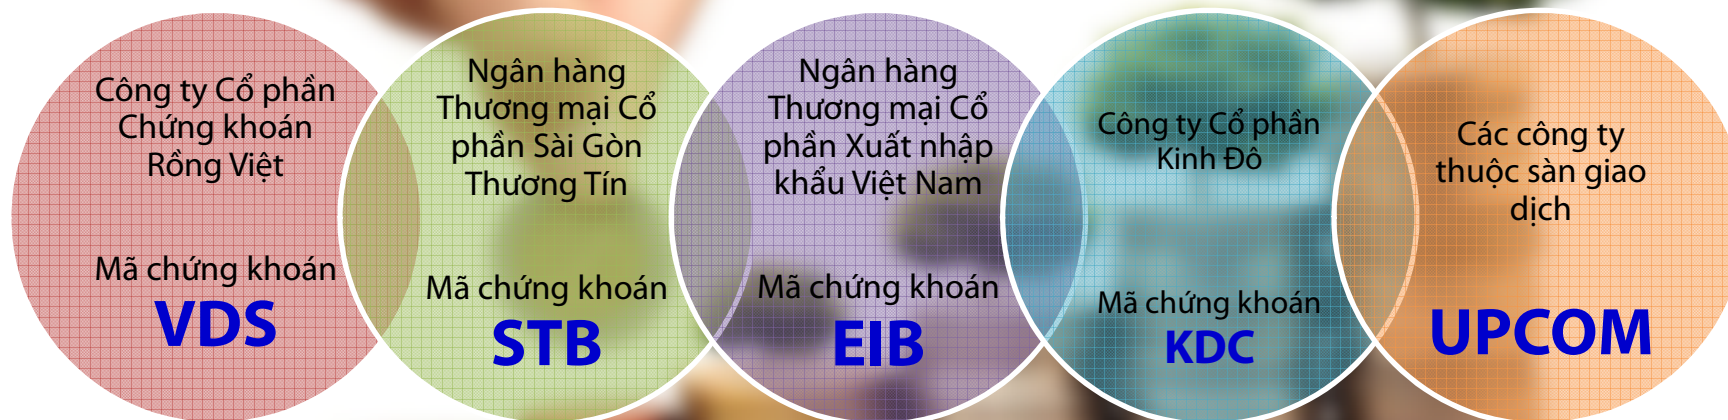 Công ty Cổ phần
Chứng khoán
Rồng Việt
Mã chứng khoán
VDS
Ngân hàng
Thương mại Cổ
phần Sài Gòn
Thương Tín
Mã chứng khoán
STB
Ngân hàng
Thương mại Cổ
phần Xuất nhập
khẩu Việt Nam
Mã chứng khoán
EIB
Công ty Cổ phần
Kinh Đô
Mã chứng khoán
KDC
Các công ty
thuộc sàn giao
dịch
UPCOM